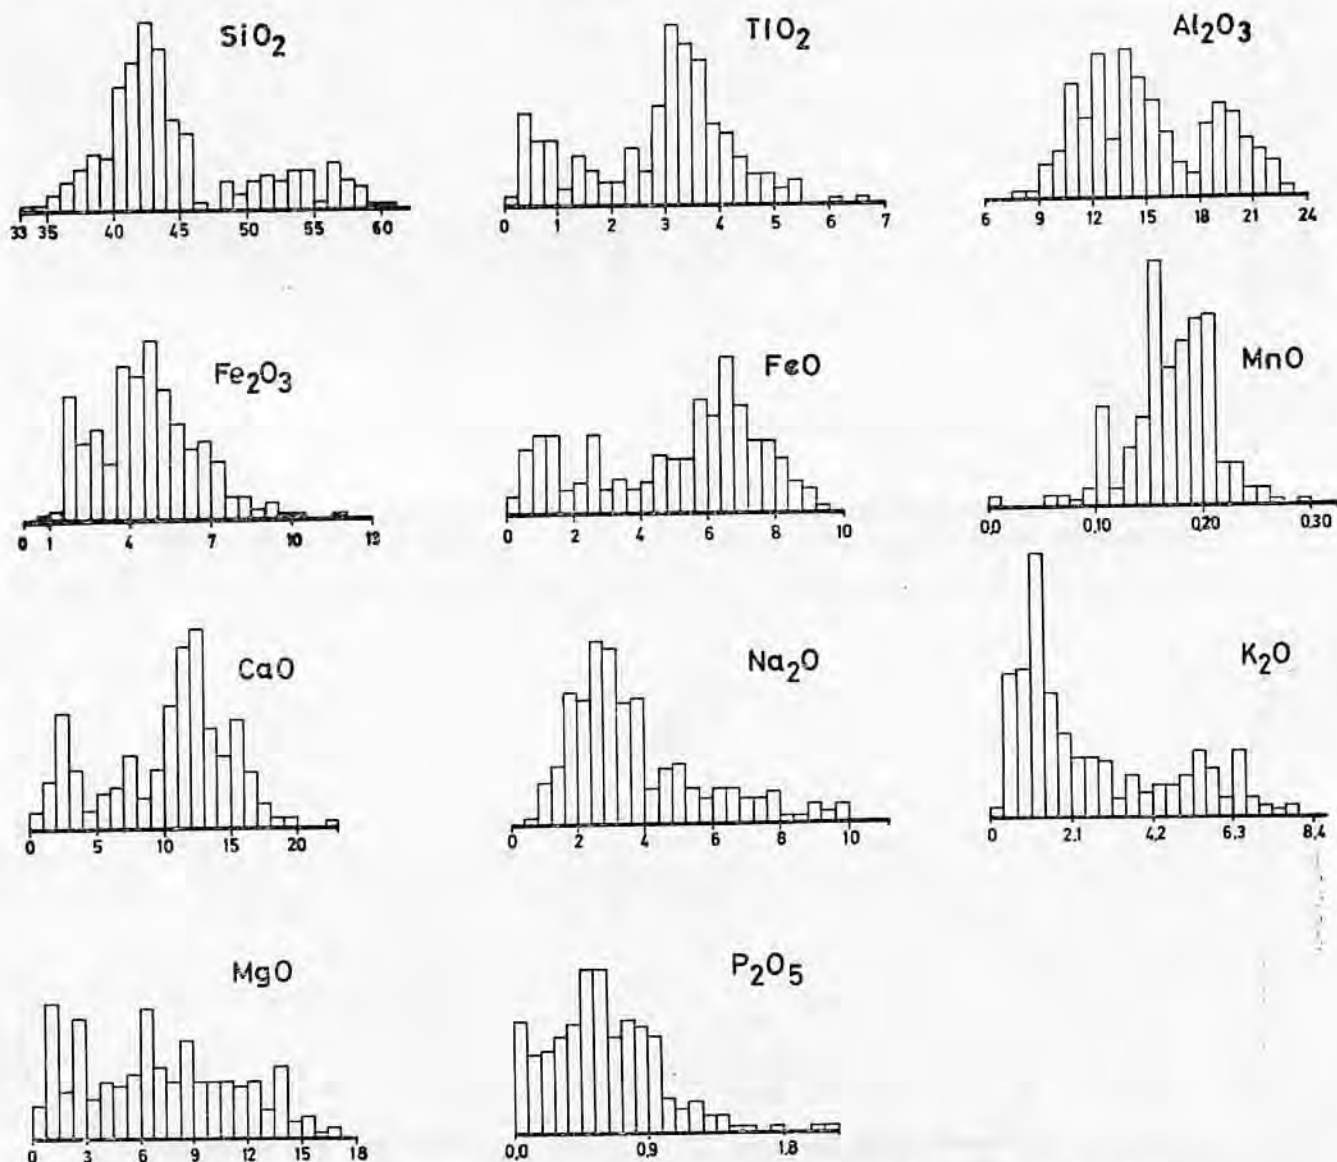 SiO2
TiO2
Al2O3
33 35 40 45 50 55 60
0 1 2 3 4 5 6 7
6 9 12 15 18 21 24
Fe2O3
FeO
MnO
0 1 4 7 10 13
0 2 4 6 8 10
0,0 0,10 0,20 0,30
CaO
Na2O
K2O
0 5 10 15 20
0 2 4 6 8 10
0 2,1 4,2 6,3 8,4
MgO
P2O5
0 3 6 9 12 15 18
0,0 0,9 1,8